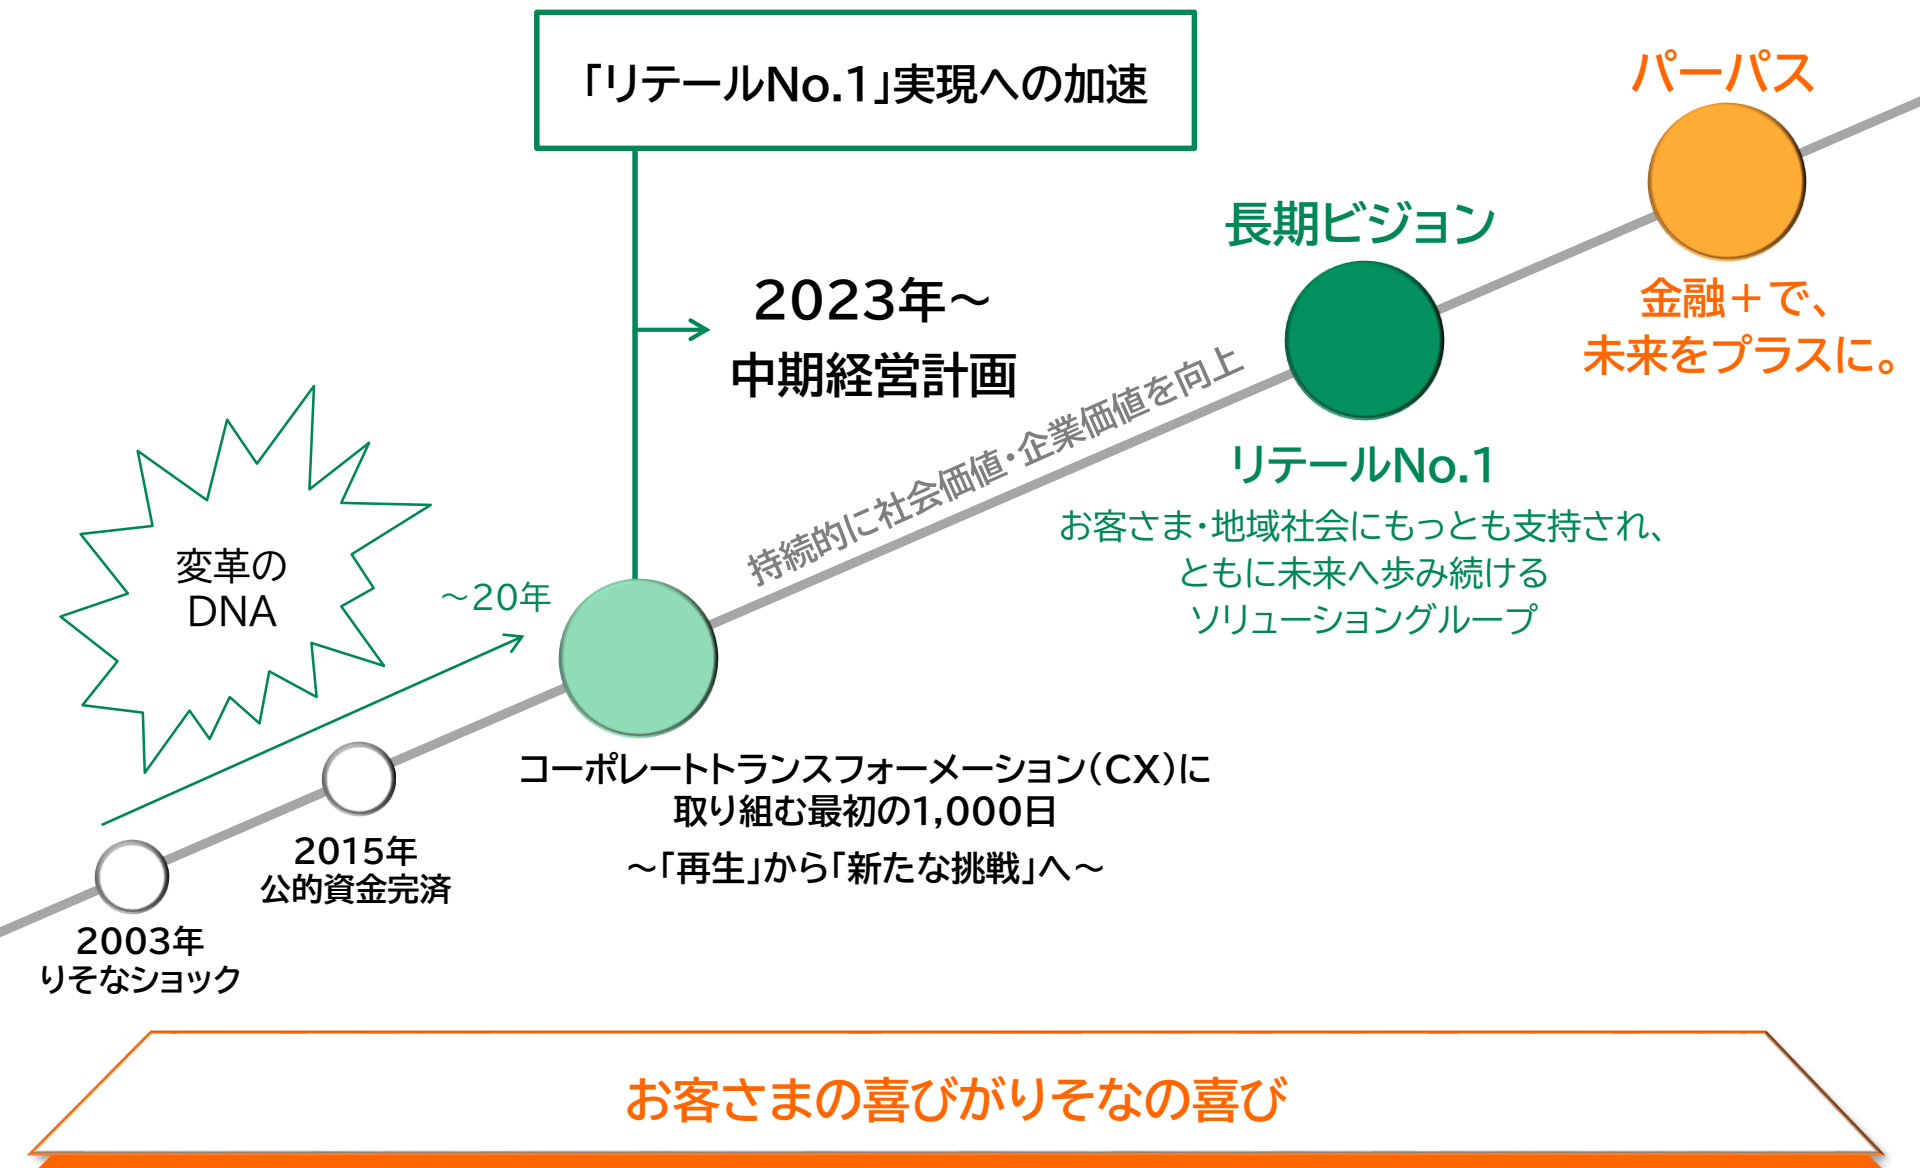 「リテールNo.1」実現への加速
パーパス
金融＋で、
未来をプラスに。
長期ビジョン
リテールNo.1
お客さま・地域社会にもっとも支持され、
ともに未来へ歩み続ける
ソリューショングループ
2023年～
中期経営計画
持続的に社会価値・企業価値を向上
変革の
DNA
～20年
コーポレートトランスフォーメーション（CX）に
取り組む最初の1,000日
～「再生」から「新たな挑戦」へ～
2015年
公的資金完済
2003年
りそなショック
お客さまの喜びがりそなの喜び